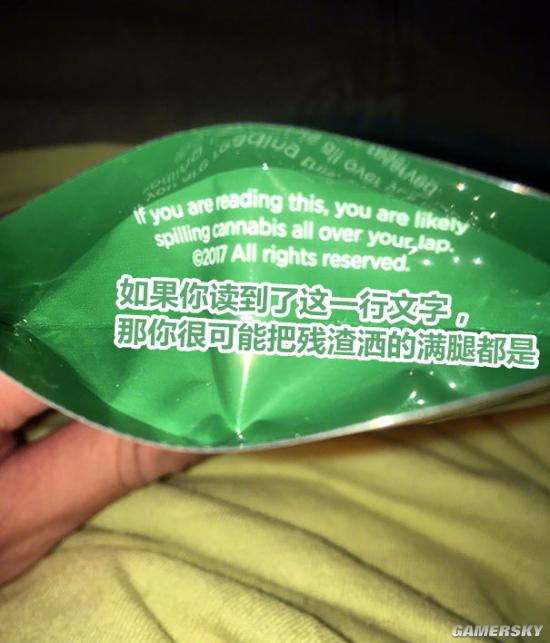 If you are reading this, you are likely
spilling cannabis all over your lap.
©2017 All rights reserved.
如果你读到了这一行文字，
那你很可能把残渣洒的满腿都是
GAMERSKY